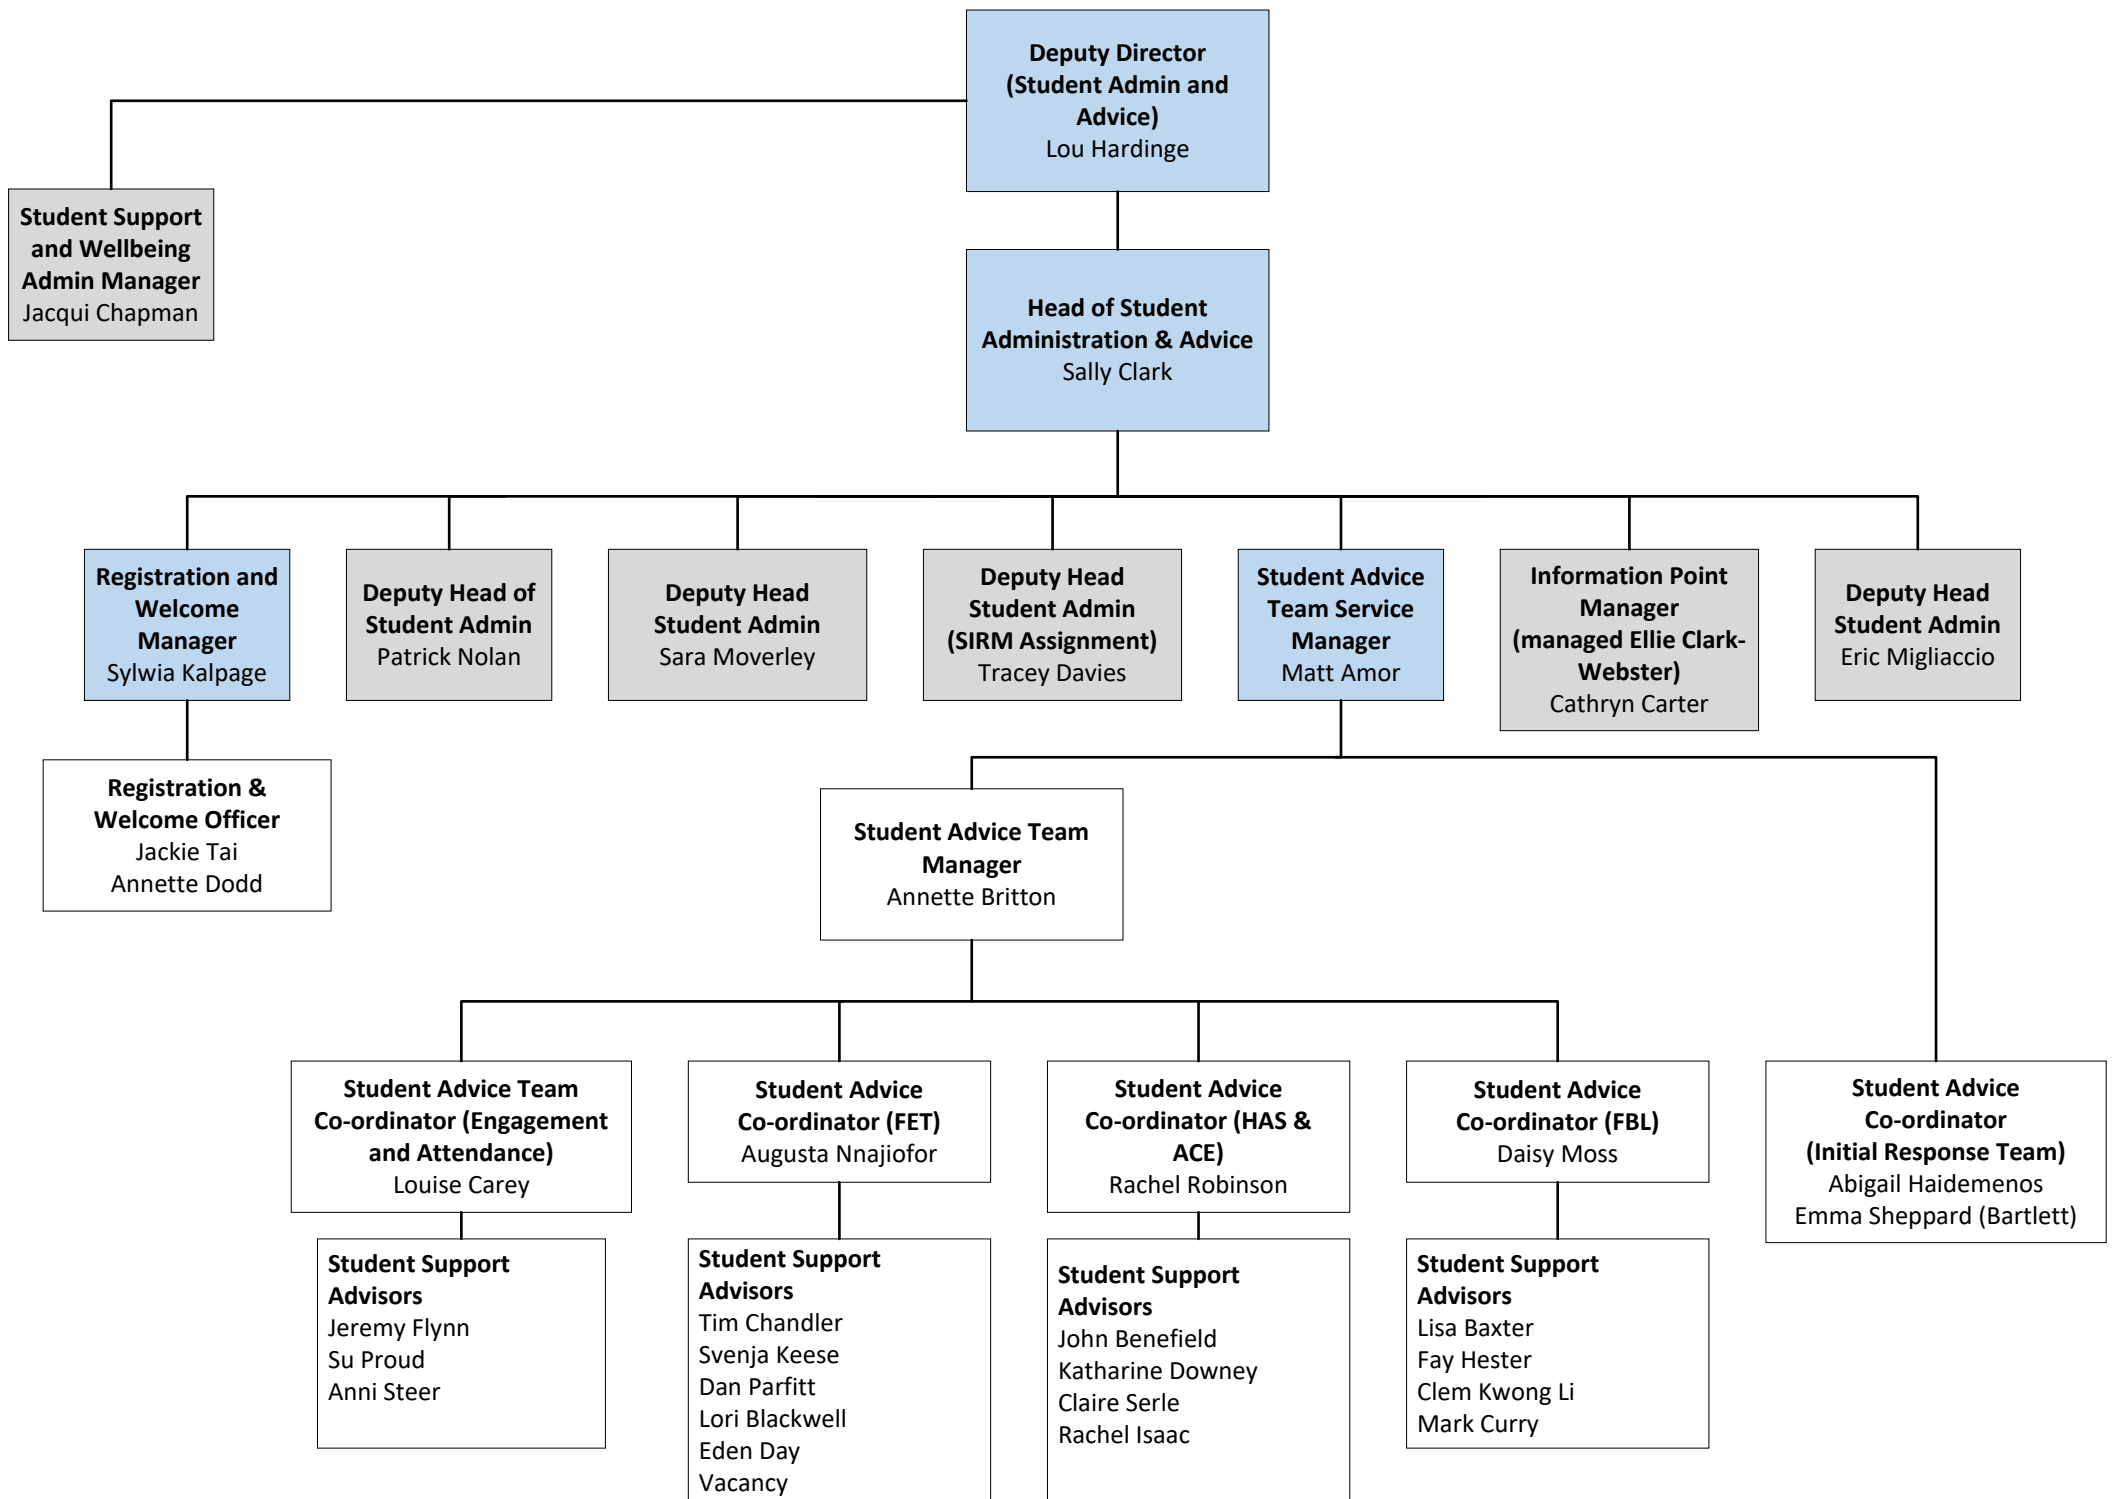 Deputy Director
(Student Admin and
Advice)
Lou Hardinge
Student Support
and Wellbeing
Admin Manager
Jacqui Chapman
Head of Student
Administration & Advice
Sally Clark
Registration and
Welcome
Manager
Sylwia Kalpage
Deputy Head of
Student Admin
Patrick Nolan
Deputy Head
Student Admin
Sara Moverley
Deputy Head
Student Admin
(SIRM Assignment)
Tracey Davies
Student Advice
Team Service
Manager
Matt Amor
Information Point
Manager
(managed Ellie Clark-
Webster)
Cathryn Carter
Deputy Head
Student Admin
Eric Migliaccio
Registration &
Welcome Officer
Jackie Tai
Annette Dodd
Student Advice Team
Manager
Annette Britton
Student Advice Team
Co-ordinator (Engagement
and Attendance)
Louise Carey
Student Advice
Co-ordinator (FET)
Augusta Nnajiofor
Student Advice
Co-ordinator (HAS &
ACE)
Rachel Robinson
Student Advice
Co-ordinator (FBL)
Daisy Moss
Student Advice
Co-ordinator
(Initial Response Team)
Abigail Haidemenos
Emma Sheppard (Bartlett)
Student Support
Advisors
Jeremy Flynn
Su Proud
Anni Steer
Student Support
Advisors
Tim Chandler
Svenja Keese
Dan Parfitt
Lori Blackwell
Eden Day
Vacancy
Student Support
Advisors
John Benefield
Katharine Downey
Claire Serle
Rachel Isaac
Student Support
Advisors
Lisa Baxter
Fay Hester
Clem Kwong Li
Mark Curry